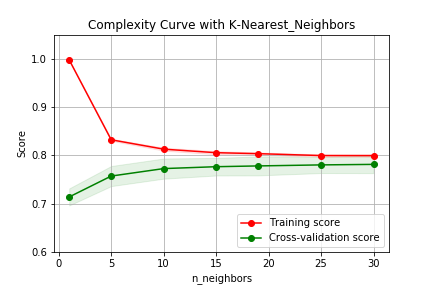 Complexity Curve with K-Nearest_Neighbors
Score
1.0
0.9
0.8
0.7
0.6
0
5
10
15
20
25
30
n_neighbors
Training score
Cross-validation score